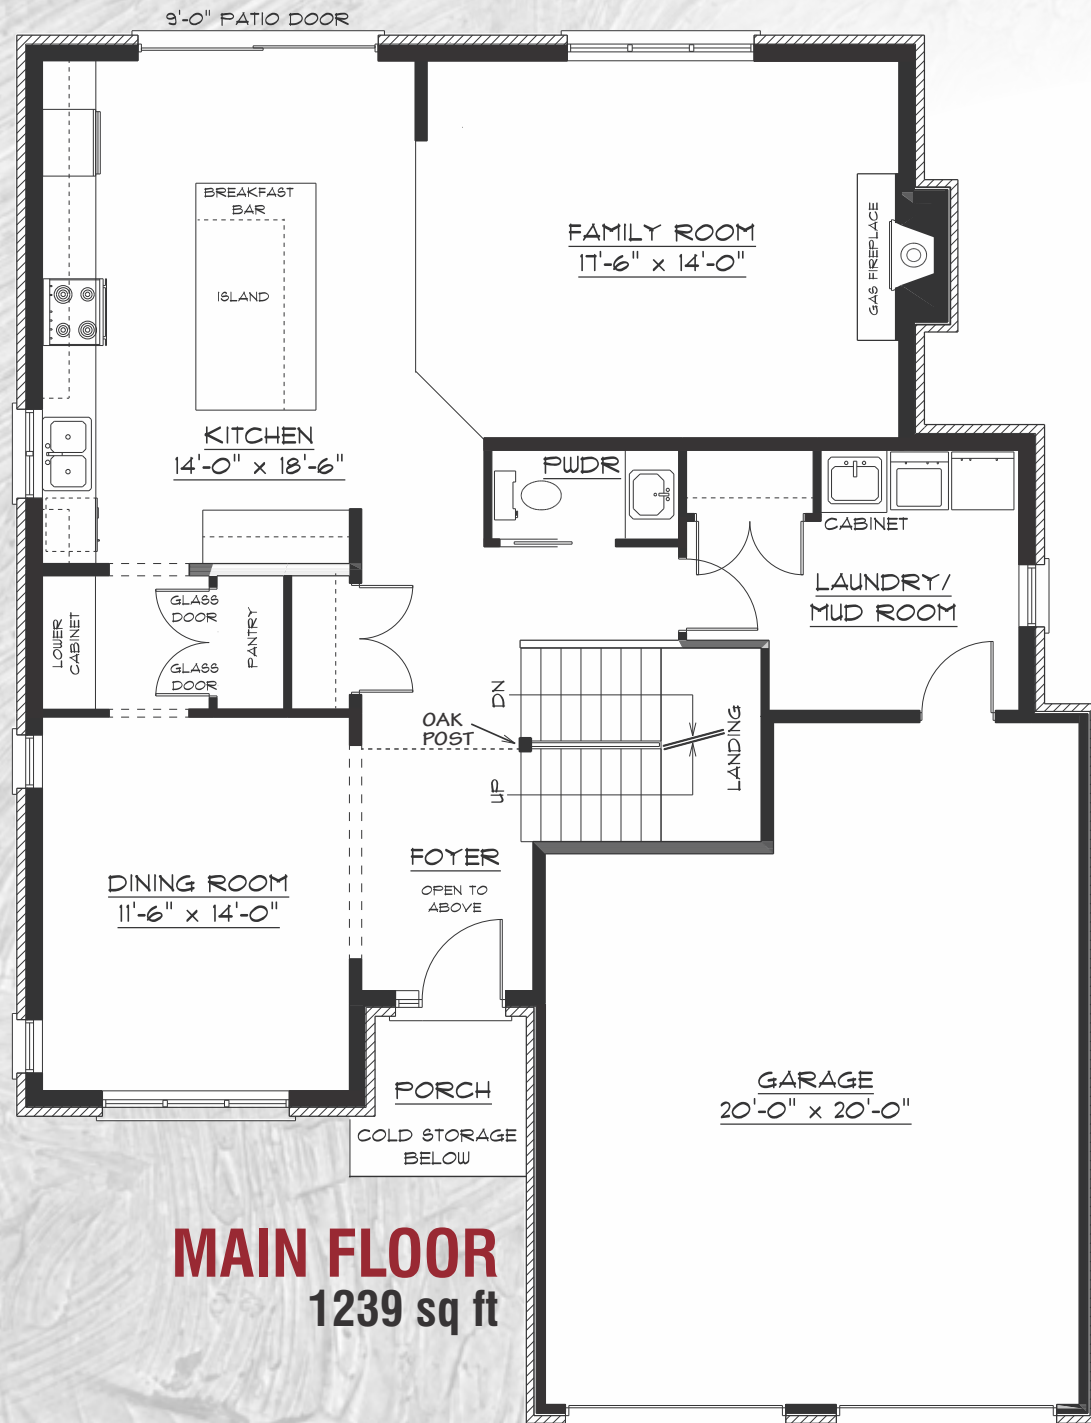 9'-0" PATIO DOOR
BREAKFAST
BAR
ISLAND
FAMILY ROOM
17'-6" x 14'-0"
GAS FIREPLACE
KITCHEN
14'-0" x 18'-6"
PWDR
CABINET
LAUNDRY/
MUD ROOM
LOWER
CABINET
GLASS
DOOR
GLASS
DOOR
PANTRY
DN
OAK
POST
UP
LANDING
FOYER
OPEN TO
ABOVE
DINING ROOM
11'-6" x 14'-0"
PORCH
COLD STORAGE
BELOW
GARAGE
20'-0" x 20'-0"
MAIN FLOOR
1239 sq ft